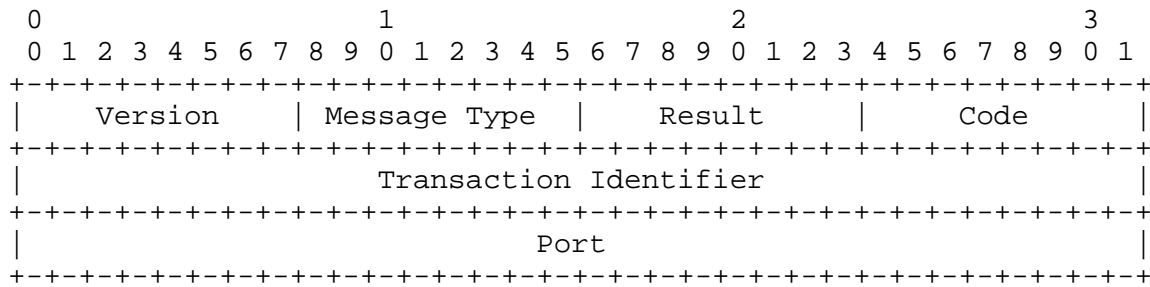 0                   1                   2                   3
 0 1 2 3 4 5 6 7 8 9 0 1 2 3 4 5 6 7 8 9 0 1 2 3 4 5 6 7 8 9 0 1
+-+-+-+-+-+-+-+-+-+-+-+-+-+-+-+-+-+-+-+-+-+-+-+-+-+-+-+-+-+-+-+-+
|    Version    | Message Type  |    Result     |     Code      |
+-+-+-+-+-+-+-+-+-+-+-+-+-+-+-+-+-+-+-+-+-+-+-+-+-+-+-+-+-+-+-+-+
|                    Transaction Identifier                     |
+-+-+-+-+-+-+-+-+-+-+-+-+-+-+-+-+-+-+-+-+-+-+-+-+-+-+-+-+-+-+-+-+
|                             Port                              |
+-+-+-+-+-+-+-+-+-+-+-+-+-+-+-+-+-+-+-+-+-+-+-+-+-+-+-+-+-+-+-+-+